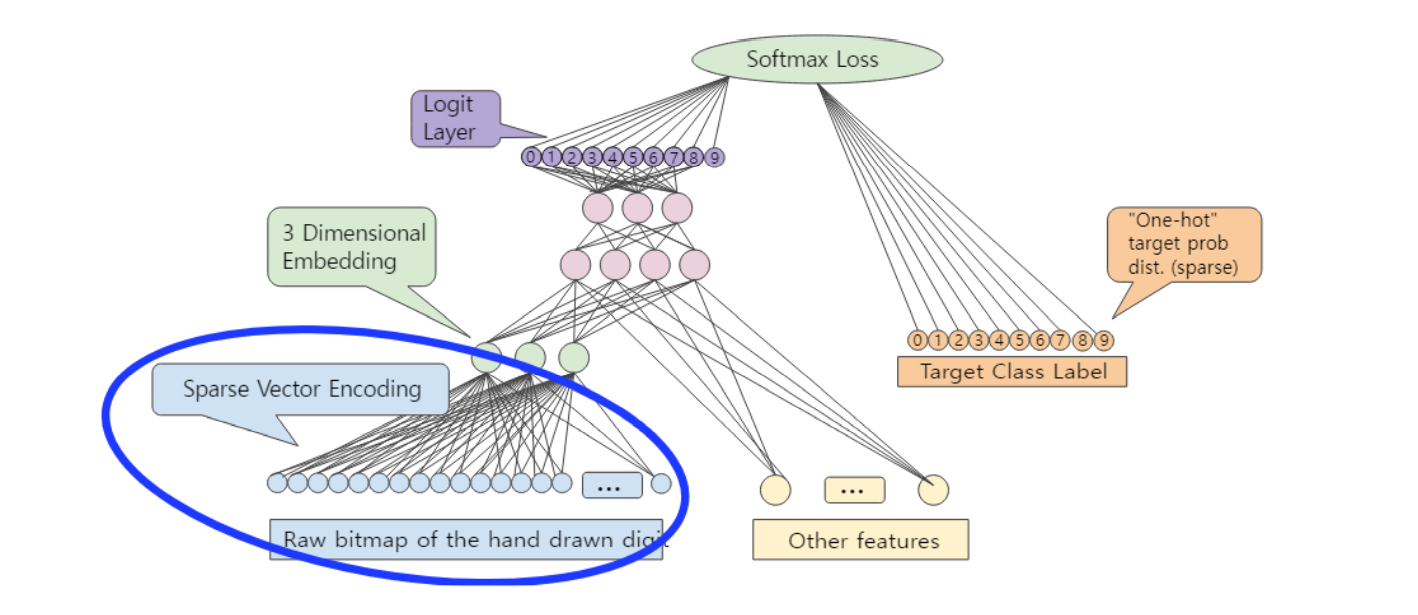 Softmax Loss
Logit
Layer
0 1 2 3 4 5 6 7 8 9
3 Dimensional
Embedding
"One-hot"
target prob
dist. (sparse)
0 1 2 3 4 5 6 7 8 9
Target Class Label
Sparse Vector Encoding
...
...
Raw bitmap of the hand drawn digit
Other features